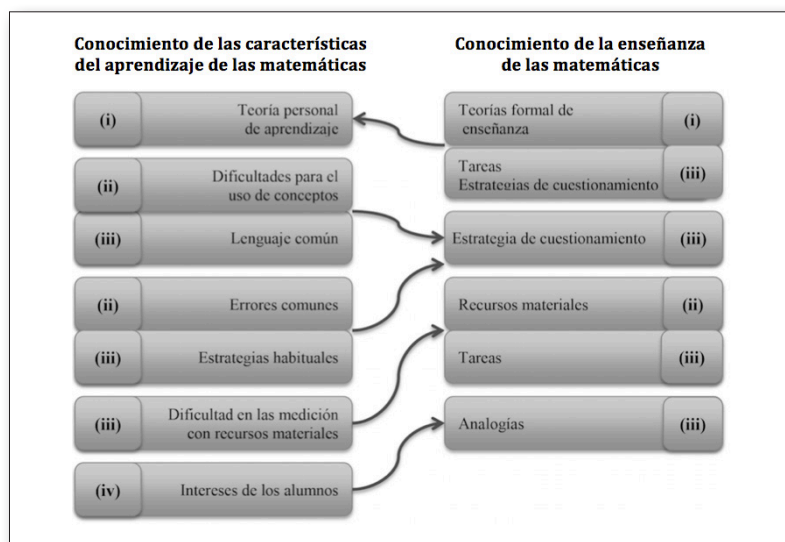 Conocimiento de las características
del aprendizaje de las matemáticas
(i)
Teoría personal
de aprendizaje
(ii)
Dificultades para el
uso de conceptos
(iii)
Lenguaje común
(ii)
Errores comunes
(iii)
Estrategias habituales
(iii)
Dificultad en las medición
con recursos materiales
(iv)
Intereses de los alumnos
Conocimiento de la enseñanza
de las matemáticas
Teorías formal de
enseñanza
(i)
Tareas
Estrategias de cuestionamiento
(iii)
Estrategia de cuestionamiento
(iii)
Recursos materiales
(ii)
Tareas
(iii)
Analogías
(iii)